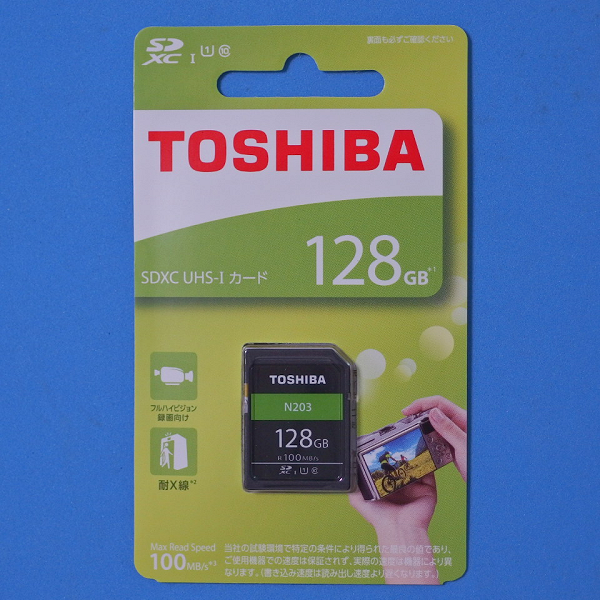 SD XC I U1 10
裏面も必ずご確認ください
TOSHIBA
SDXC UHS-I カード
128GB*1
TOSHIBA
N203
128GB
R 100MB/s
SD XC I U1 10
フルハイビジョン
録画向け
耐X線*2
Max Read Speed
100MB/s*3
当社の試験環境で特定の条件により得られた最良の値であり、
ご使用機器での速度は保証されず、実際の速度は機器により異
なります。(書き込み速度は読み出し速度より遅くなります。)